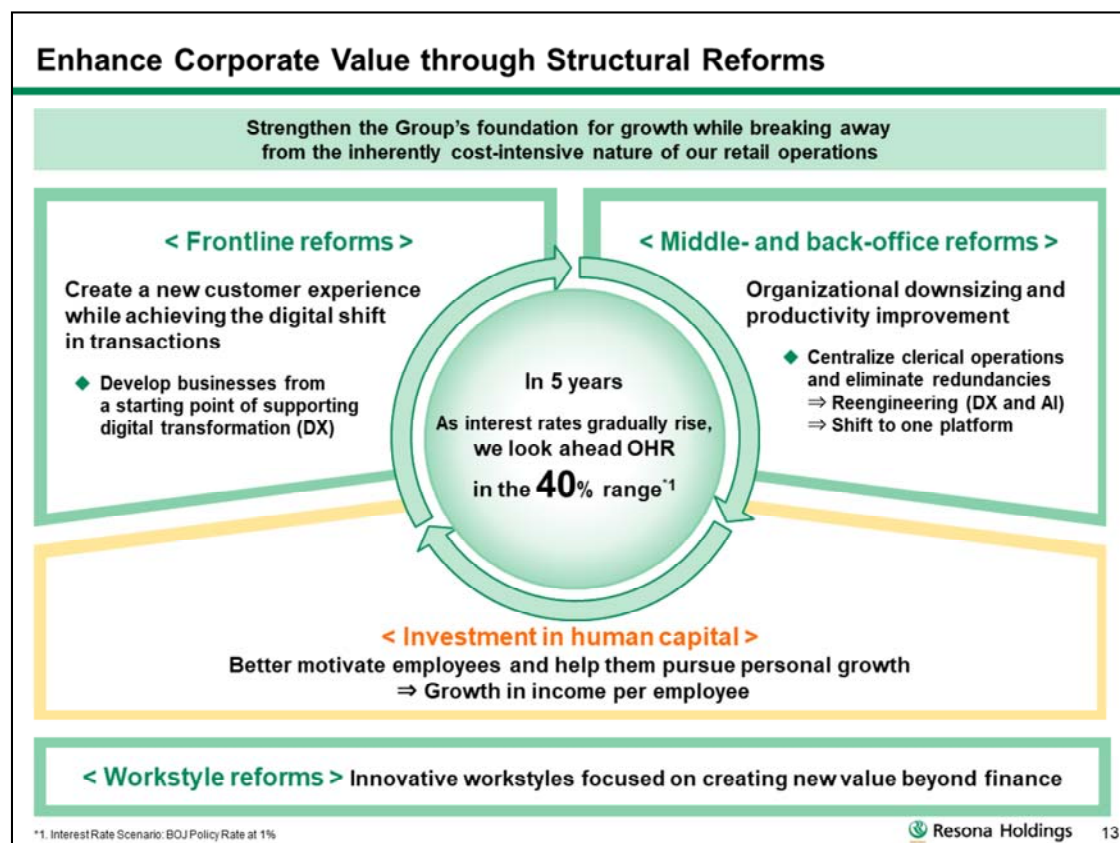 Enhance Corporate Value through Structural Reforms
Strengthen the Group's foundation for growth while breaking away
from the inherently cost-intensive nature of our retail operations
< Frontline reforms >
Create a new customer experience
while achieving the digital shift
in transactions
◆ Develop businesses from
a starting point of supporting
digital transformation (DX)
< Middle- and back-office reforms >
Organizational downsizing and
productivity improvement
◆ Centralize clerical operations
and eliminate redundancies
⇒ Reengineering (DX and AI)
⇒ Shift to one platform
In 5 years
As interest rates gradually rise,
we look ahead OHR
in the 40% range*1
< Investment in human capital >
Better motivate employees and help them pursue personal growth
⇒ Growth in income per employee
< Workstyle reforms > Innovative workstyles focused on creating new value beyond finance
*1. Interest Rate Scenario: BOJ Policy Rate at 1%
Resona Holdings 13